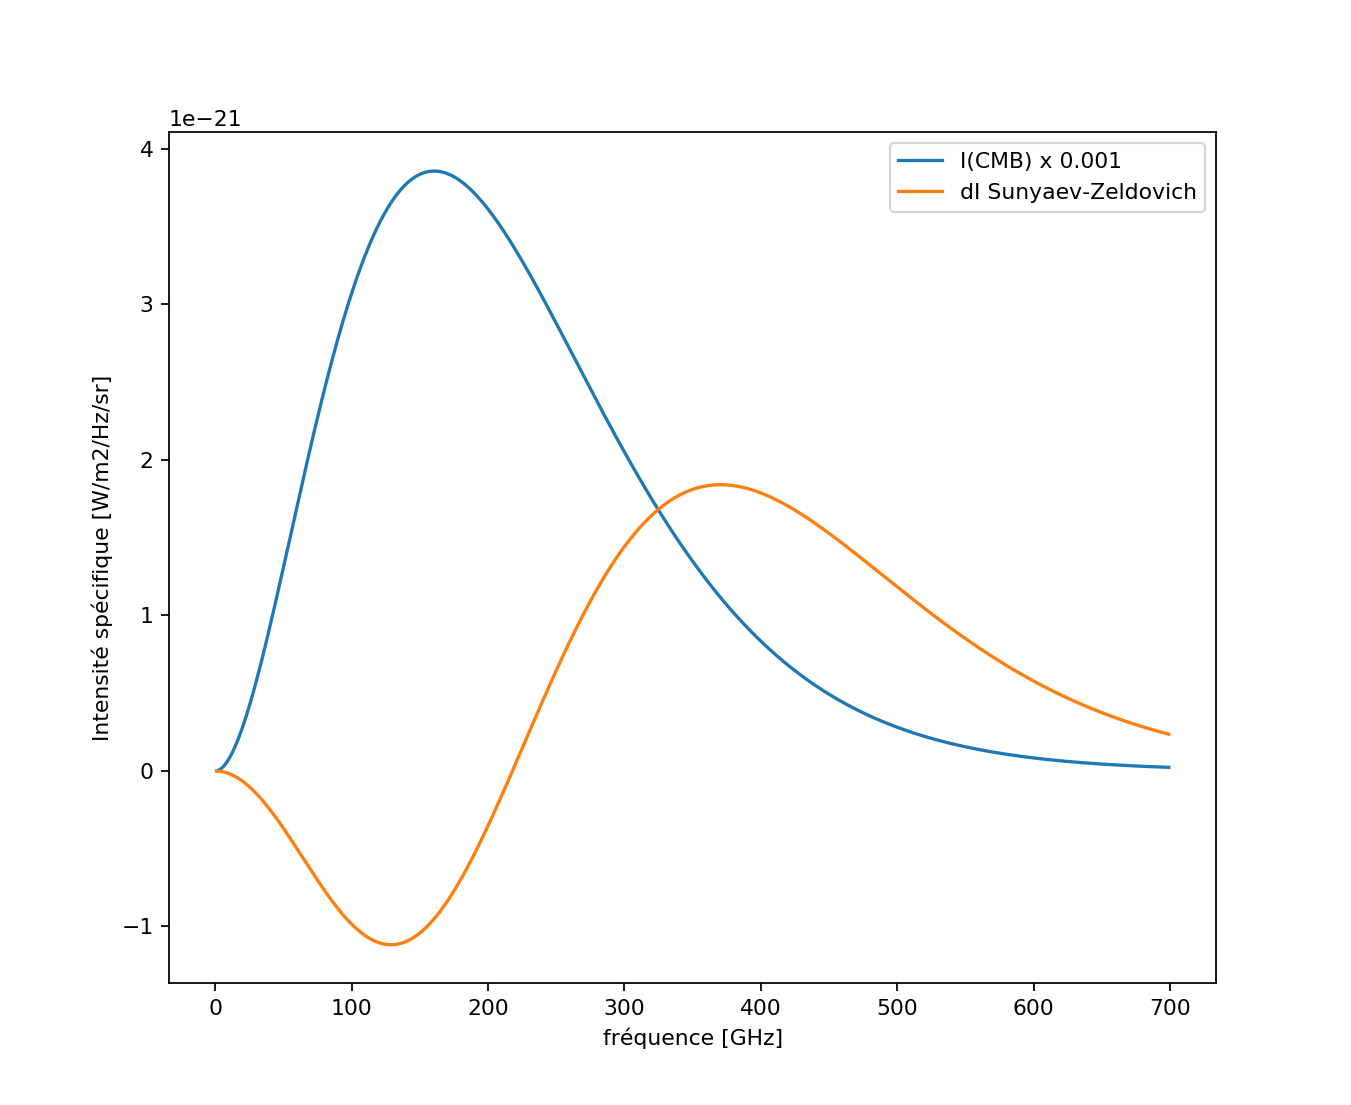 1e−21
I(CMB) x 0.001
dI Sunyaev-Zeldovich
4
3
2
1
0
−1
Intensité spécifique [W/m2/Hz/sr]
0 100 200 300 400 500 600 700
fréquence [GHz]